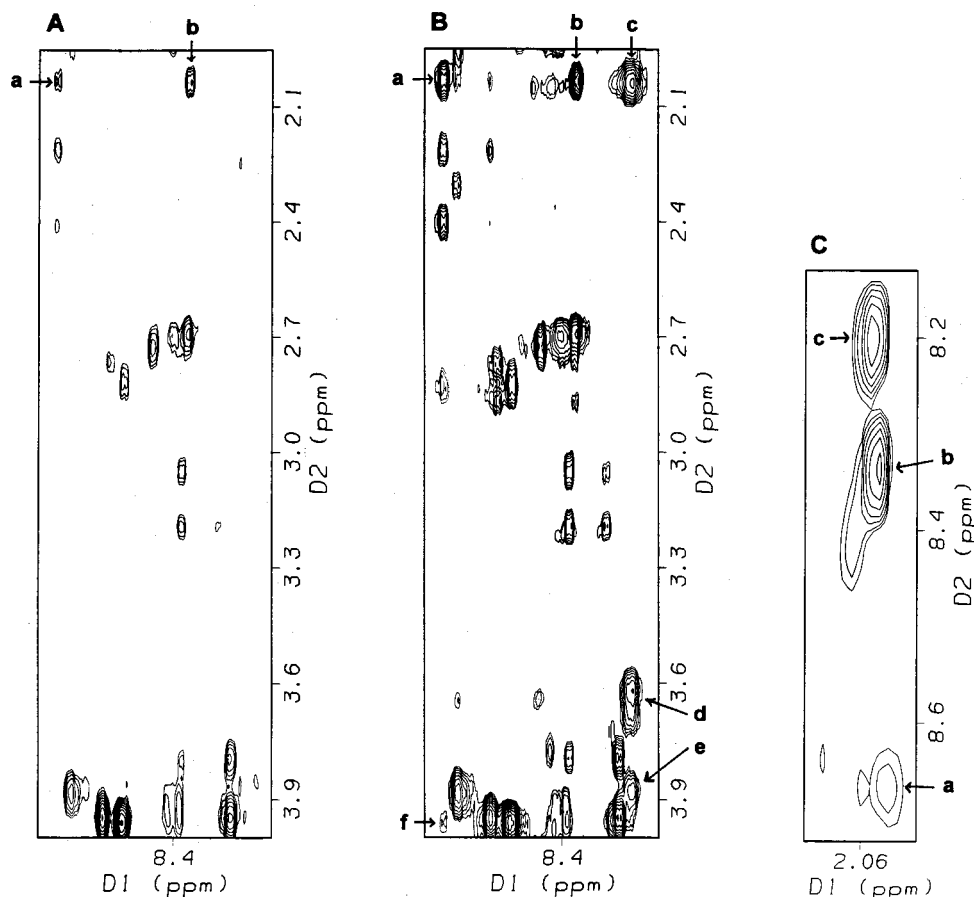 A
b
a
2.1
2.4
2.7
3.0
3.3
3.6
3.9
D2 (ppm)
8.4
D1 (ppm)
B
b
c
a
d
e
f
2.1
2.4
2.7
3.0
3.3
3.6
3.9
D2 (ppm)
8.4
D1 (ppm)
C
c
b
a
8.2
8.4
8.6
D2 (ppm)
2.06
D1 (ppm)